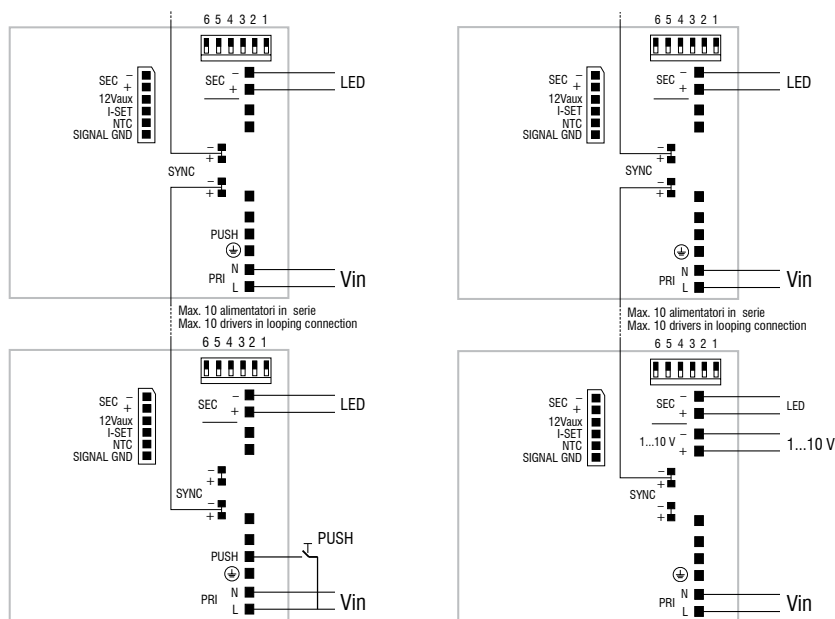 6 5 4 3 2 1
SEC - +
12Vaux
I-SET
NTC
SIGNAL GND
SEC - +
LED
- +
SYNC
- +
PUSH
PRI N L
Vin
6 5 4 3 2 1
SEC - +
12Vaux
I-SET
NTC
SIGNAL GND
SEC - +
LED
- +
SYNC
- +
PRI N L
Vin
Max. 10 alimentatori in serie
Max. 10 drivers in looping connection
Max. 10 alimentatori in serie
Max. 10 drivers in looping connection
6 5 4 3 2 1
SEC - +
12Vaux
I-SET
NTC
SIGNAL GND
SEC - +
LED
- +
SYNC
- +
PUSH
PUSH
PRI N L
Vin
6 5 4 3 2 1
SEC - +
12Vaux
I-SET
NTC
SIGNAL GND
SEC - +
LED
1...10 V - +
1...10 V
- +
SYNC
- +
PRI N L
Vin